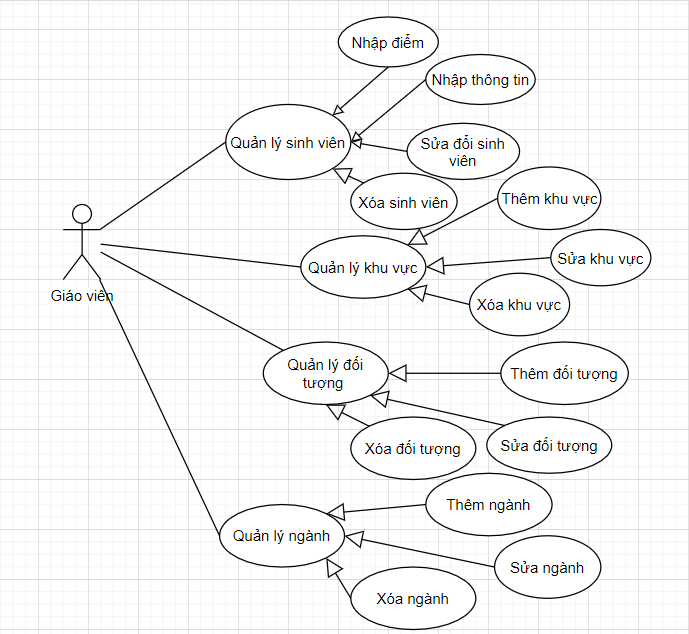 Nhập điểm
Nhập thông tin
Quản lý sinh viên
Sửa đổi sinh
viên
Xóa sinh viên
Thêm khu vực
Quản lý khu vực
Sửa khu vực
Giáo viên
Xóa khu vực
Quản lý đối
tượng
Thêm đối tượng
Xóa đối tượng
Sửa đối tượng
Thêm ngành
Quản lý ngành
Sửa ngành
Xóa ngành